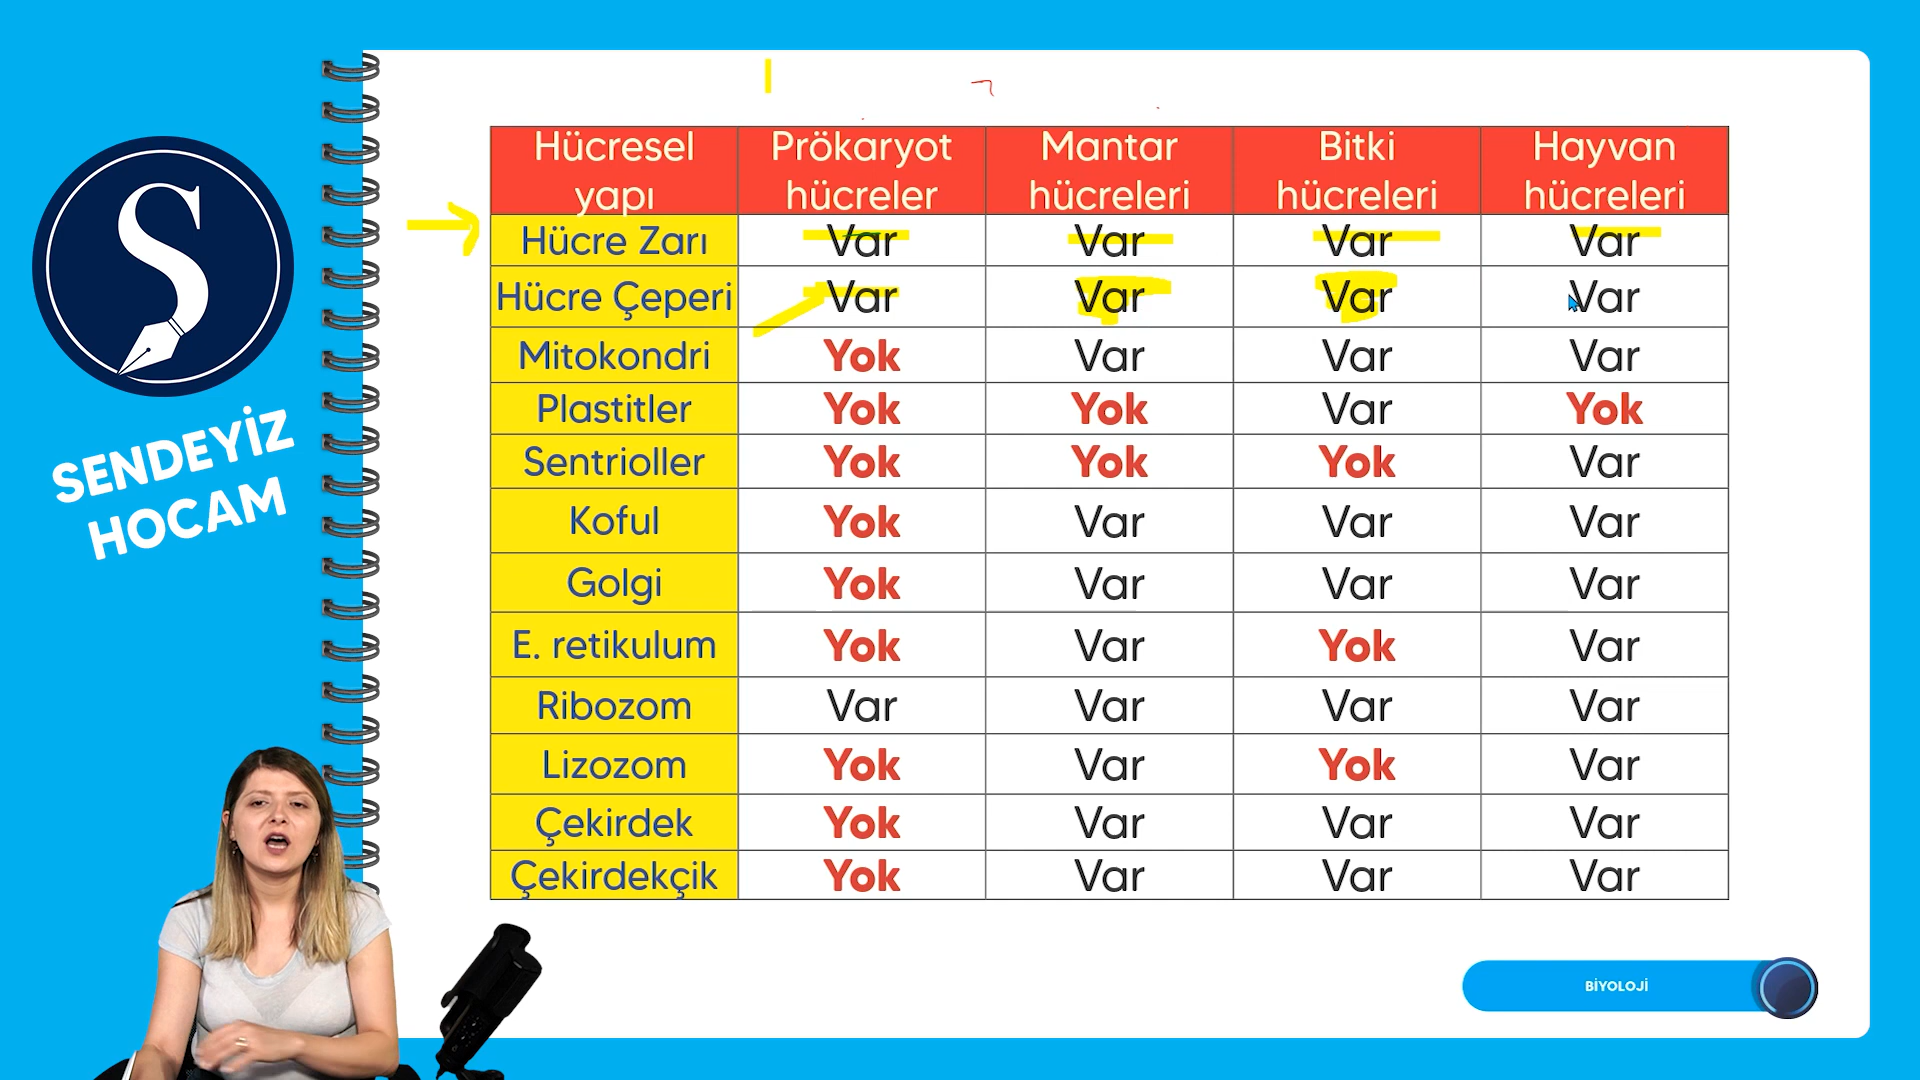 S
SENDEYİZ
HOCAM
Hücresel yapı Prökaryot hücreler Mantar hücreleri Bitki hücreleri Hayvan hücreleri
Hücre Zarı Var Var Var Var
Hücre Çeperi Var Var Var Var
Mitokondri Yok Var Var Var
Plastitler Yok Yok Var Yok
Sentrioller Yok Yok Yok Var
Koful Yok Var Var Var
Golgi Yok Var Var Var
E. retikulum Yok Var Yok Var
Ribozom Var Var Var Var
Lizozom Yok Var Yok Var
Çekirdek Yok Var Var Var
Çekirdekçik Yok Var Var Var
BİYOLOJİ